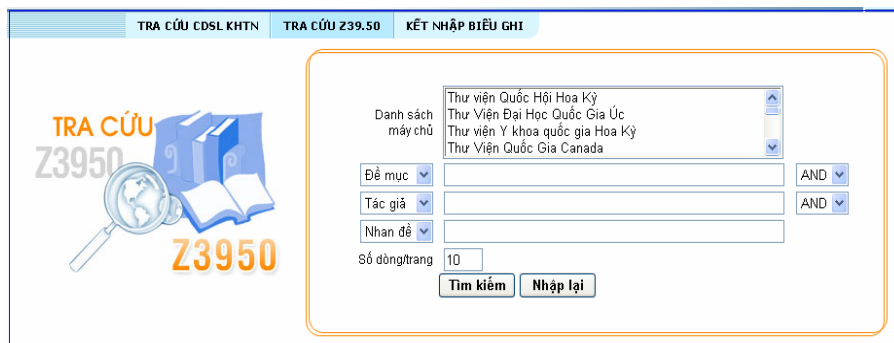 TRA CỨU CDSL KHTN TRA CỨU Z39.50 KẾT NHẬP BIỂU GHI
TRA CỨU
Z3950
Z3950
Danh sách máy chủ
Thư viện Quốc Hội Hoa Kỳ
Thư Viện Đại Học Quốc Gia Úc
Thư viện Y khoa quốc gia Hoa Kỳ
Thư Viện Quốc Gia Canada
Đề mục AND
Tác giả AND
Nhan đề
Số dòng/trang 10
Tìm kiếm Nhập lại